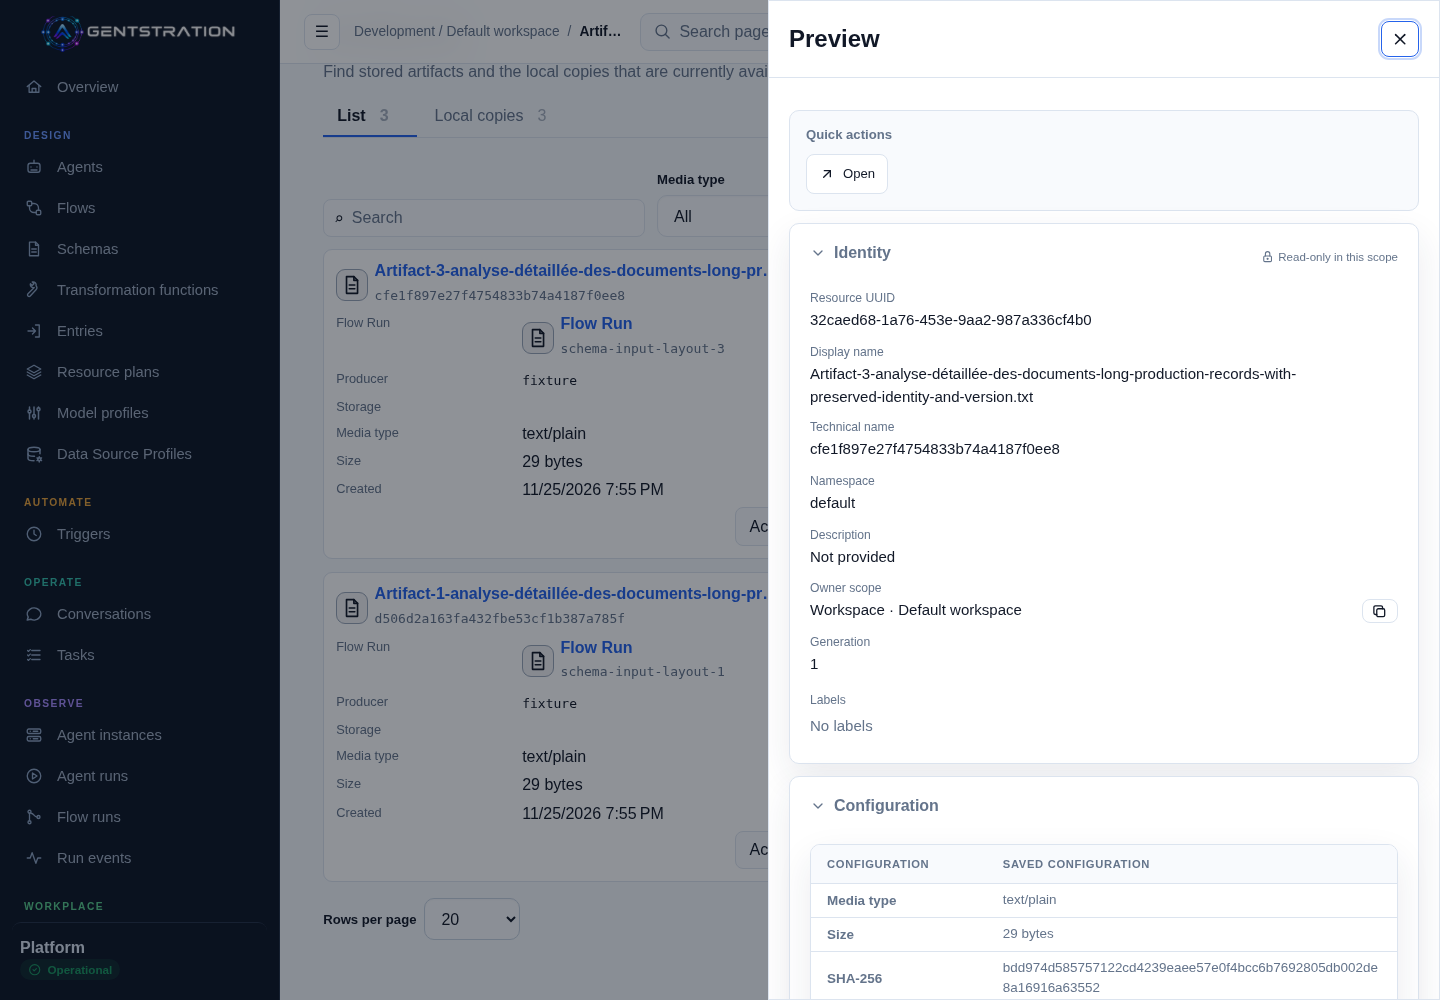 GENTSTRATION
Overview
DESIGN
Agents
Flows
Schemas
Transformation functions
Entries
Resource plans
Model profiles
Data Source Profiles
AUTOMATE
Triggers
OPERATE
Conversations
Tasks
OBSERVE
Agent instances
Agent runs
Flow runs
Run events
WORKPLACE
Platform
Operational
Development / Default workspace / Artif…
Search page
Find stored artifacts and the local copies that are currently avai
List 3
Local copies 3
Media type
Search
All
Artifact-3-analyse-détaillée-des-documents-long-pr…
cfe1f897e27f4754833b74a4187f0ee8
Flow Run
Flow Run
schema-input-layout-3
Producer
fixture
Storage
Media type
text/plain
Size
29 bytes
Created
11/25/2026 7:55 PM
Ac
Artifact-1-analyse-détaillée-des-documents-long-pr…
d506d2a163fa432fbe53cf1b387a785f
Flow Run
Flow Run
schema-input-layout-1
Producer
fixture
Storage
Media type
text/plain
Size
29 bytes
Created
11/25/2026 7:55 PM
Ac
Rows per page
20
Preview
Quick actions
Open
Identity
Read-only in this scope
Resource UUID
32caed68-1a76-453e-9aa2-987a336cf4b0
Display name
Artifact-3-analyse-détaillée-des-documents-long-production-records-with-
preserved-identity-and-version.txt
Technical name
cfe1f897e27f4754833b74a4187f0ee8
Namespace
default
Description
Not provided
Owner scope
Workspace · Default workspace
Generation
1
Labels
No labels
Configuration
CONFIGURATION SAVED CONFIGURATION
Media type text/plain
Size 29 bytes
SHA-256 bdd974d585757122cd4239eaee57e0f4bcc6b7692805db002de
8a16916a63552